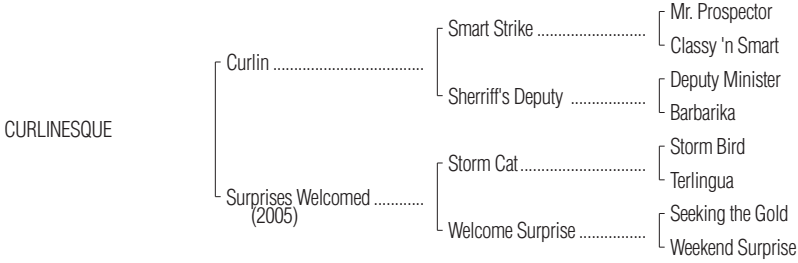 Mr. Prospector
Smart Strike ..........................
Classy 'n Smart
Curlin ...................................
Deputy Minister
Sherriff's Deputy ..................
Barbarika
CURLINESQUE
Storm Bird
Storm Cat ..............................
Terlingua
Surprises Welcomed ............
(2005)
Seeking the Gold
Welcome Surprise ................
Weekend Surprise